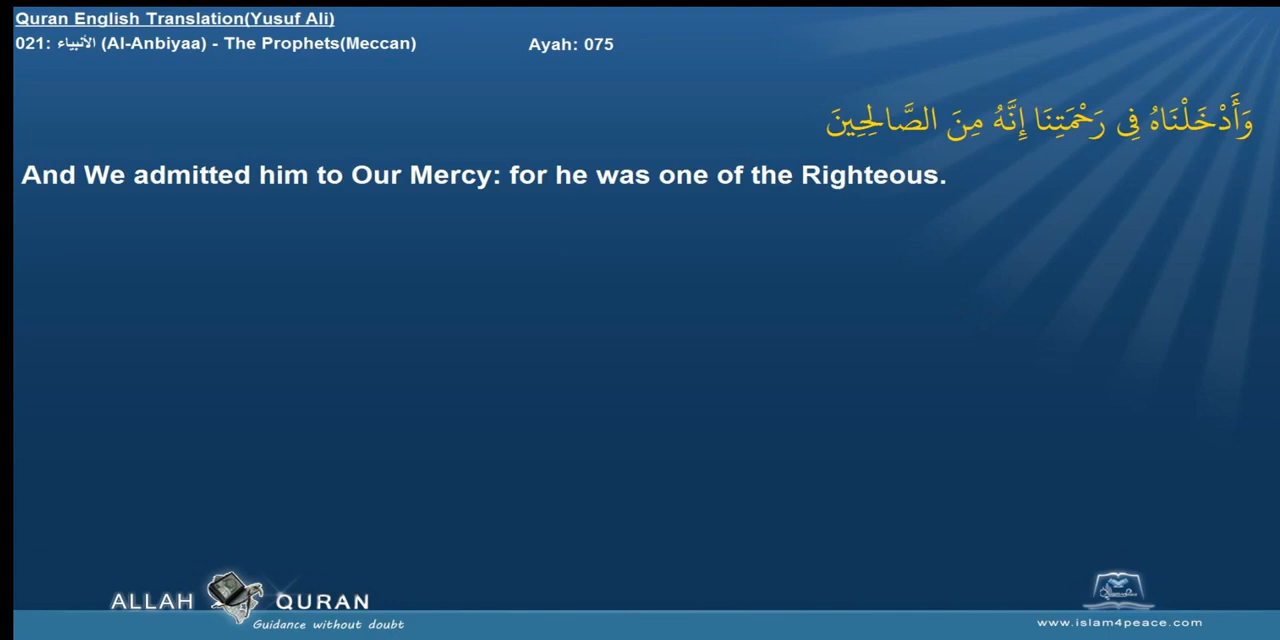 Quran English Translation(Yusuf Ali)
021: الأنبياء (Al-Anbiyaa) - The Prophets(Meccan) Ayah: 075
وَأَدْخَلْنَاهُ فِي رَحْمَتِنَا إِنَّهُ مِنَ الصَّالِحِينَ
And We admitted him to Our Mercy: for he was one of the Righteous.
ALLAH QURAN
Guidance without doubt
www.islam4peace.com